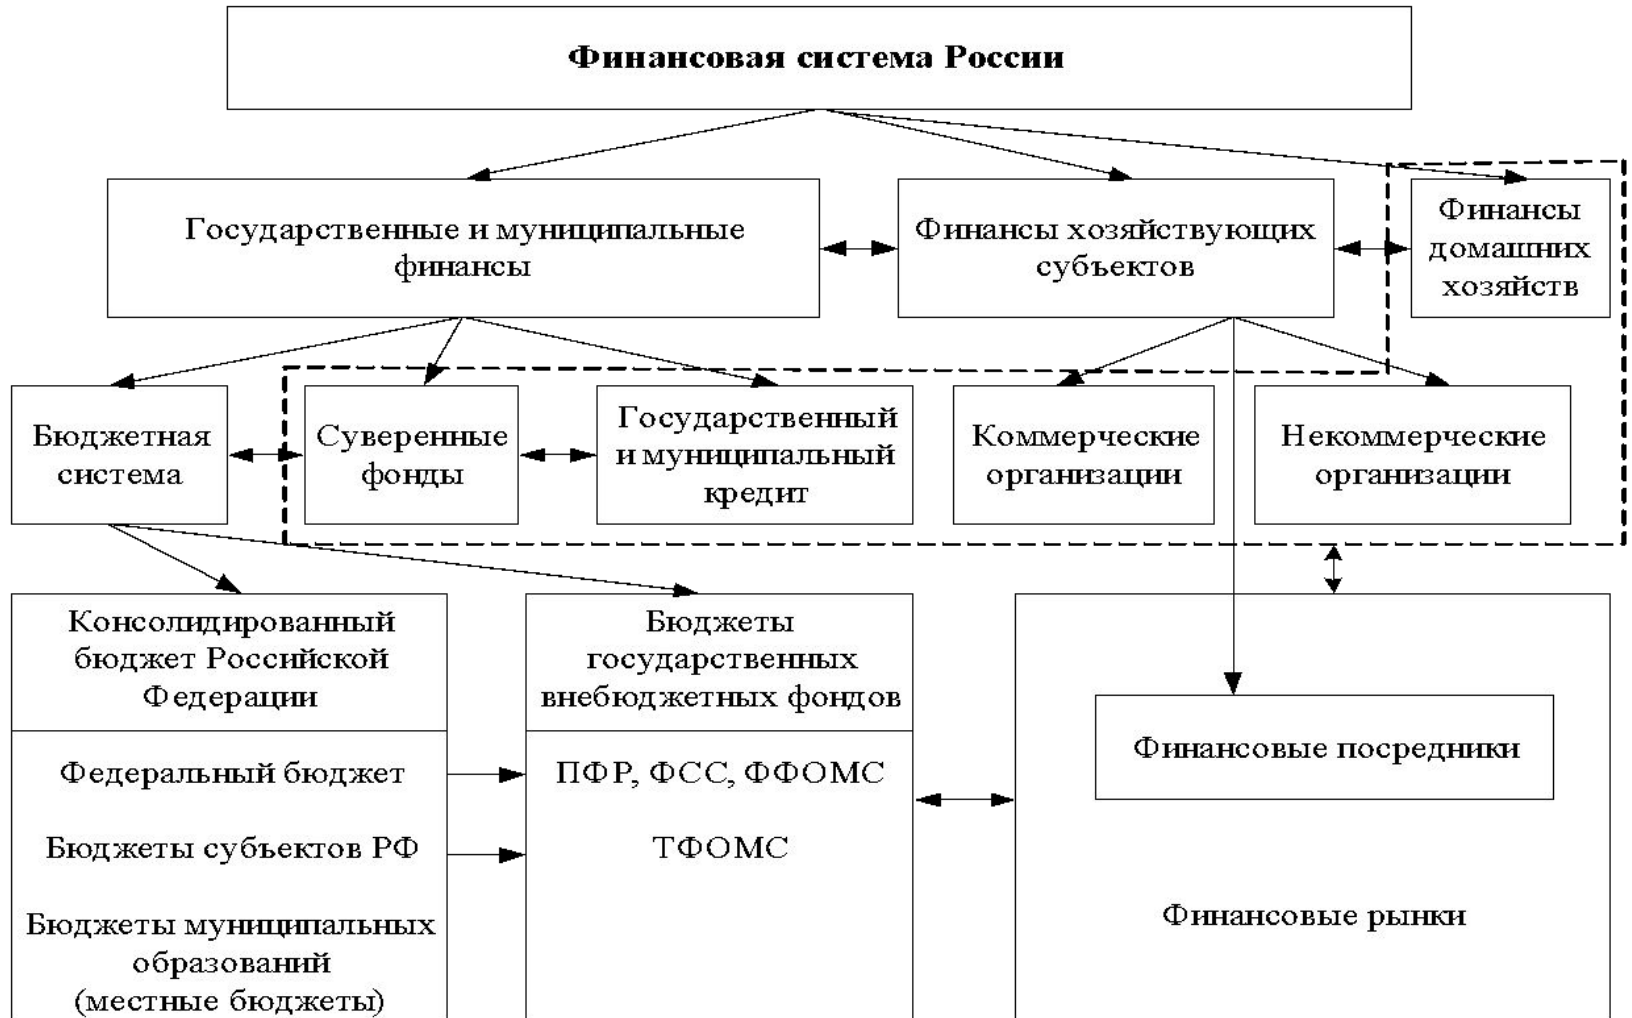 Финансовая система России
Государственные и муниципальные
финансы
Финансы хозяйствующих
субъектов
Финансы
домашних
хозяйств
Бюджетная
система
Суверенные
фонды
Государственный
и муниципальный
кредит
Коммерческие
организации
Некоммерческие
организации
Консолидированный
бюджет Российской
Федерации
Бюджеты
государственных
внебюджетных фондов
Финансовые посредники
Федеральный бюджет
ПФР, ФСС, ФФОМС
Бюджеты субъектов РФ
ТФОМС
Финансовые рынки
Бюджеты муниципальных
образований
(местные бюджеты)